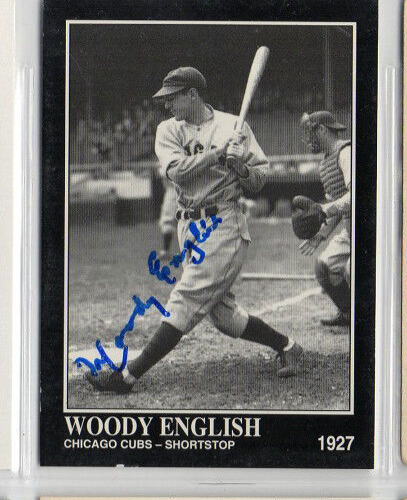 Woody English
WOODY ENGLISH
CHICAGO CUBS – SHORTSTOP
1927